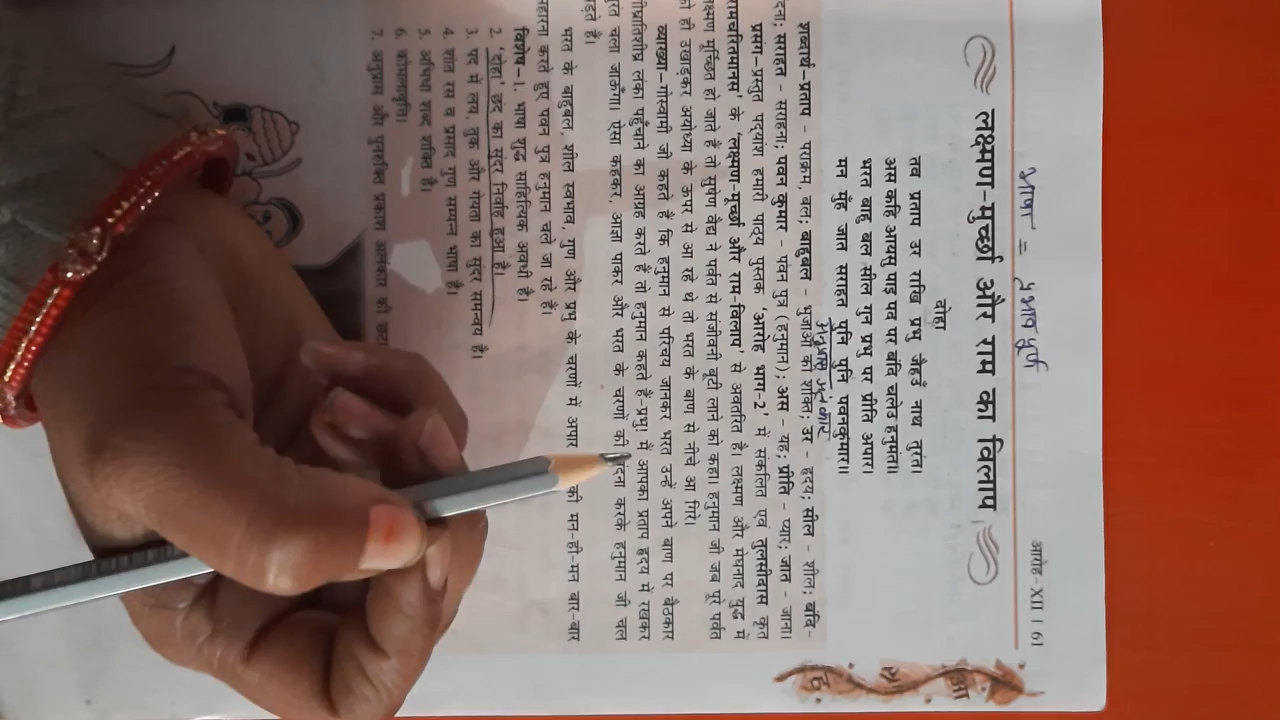 आरोह-XII | 61
भाषा = प्रभाव पूर्ण
लक्ष्मण-मूर्च्छा और राम का विलाप
दोहा
तव प्रताप उर राखि प्रभु जैहउँ नाथ तुरंत।
अस कहि आयसु पाइ पद बंदि चलेउ हनुमंत।
भरत बाहु बल सील गुन प्रभु पद प्रीति अपार।
मन महुँ जात सराहत पुनि पुनि पवनकुमार।।
अनुप्रास अलंकार
शब्दार्थ-प्रताप - पराक्रम, बल; बाहुबल - भुजाओं की शक्ति; उर - हृदय; सील - शील; बंदि -
सराहत - सराहना; पवन कुमार - पवन पुत्र (हनुमान); अस - यह; प्रीति - प्यार; जात - जाना।
प्रसंग-प्रस्तुत पद्यांश हमारी पाठ्य पुस्तक 'आरोह भाग-2' में संकलित एवं तुलसीदास कृत
'रामचरितमानस' के 'लक्ष्मण-मूर्च्छा और राम-विलाप' से अवतरित है। लक्ष्मण और मेघनाद युद्ध में
लक्ष्मण मूर्च्छित हो जाते हैं तो सुषेण वैद्य ने पर्वत से संजीवनी बूटी लाने को कहा। हनुमान जी जब पूरे पर्वत
को ही उखाड़कर अयोध्या के ऊपर से आ रहे थे तो भरत के बाण से नीचे आ गिरे।
व्याख्या-गोस्वामी जी कहते हैं कि हनुमान से परिचय जानकर भरत उन्हें अपने बाण पर बैठकर
शीघ्रातिशीघ्र लंका पहुँचाने का आग्रह करते हैं तो हनुमान कहते हैं-प्रभु! मैं आपका प्रताप हृदय में रखकर
तुरंत चला जाऊँगा। ऐसा कहकर, आज्ञा पाकर और भरत के चरणों की वंदना करके हनुमान जी चल
पड़ते हैं।
भरत के बाहुबल, शील स्वभाव, गुण और प्रभु के चरणों में अपार की मन-ही-मन बार-बार
सराहना करते हुए पवन पुत्र हनुमान चले जा रहे हैं।
विशेष-1. भाषा शुद्ध साहित्यिक अवधी है।
2. 'दोहा' छंद का सुंदर निर्वाह हुआ है।
3. पद में लय, तुक और गेयता का सुंदर समन्वय है।
4. शांत रस व प्रसाद गुण सम्पन्न भाषा है।
5. अभिधा शब्द शक्ति है।
6. कोमलावृत्ति।
7. अनुप्रास और पुनरुक्ति प्रकाश अलंकार की छटा
आ
रो
ह